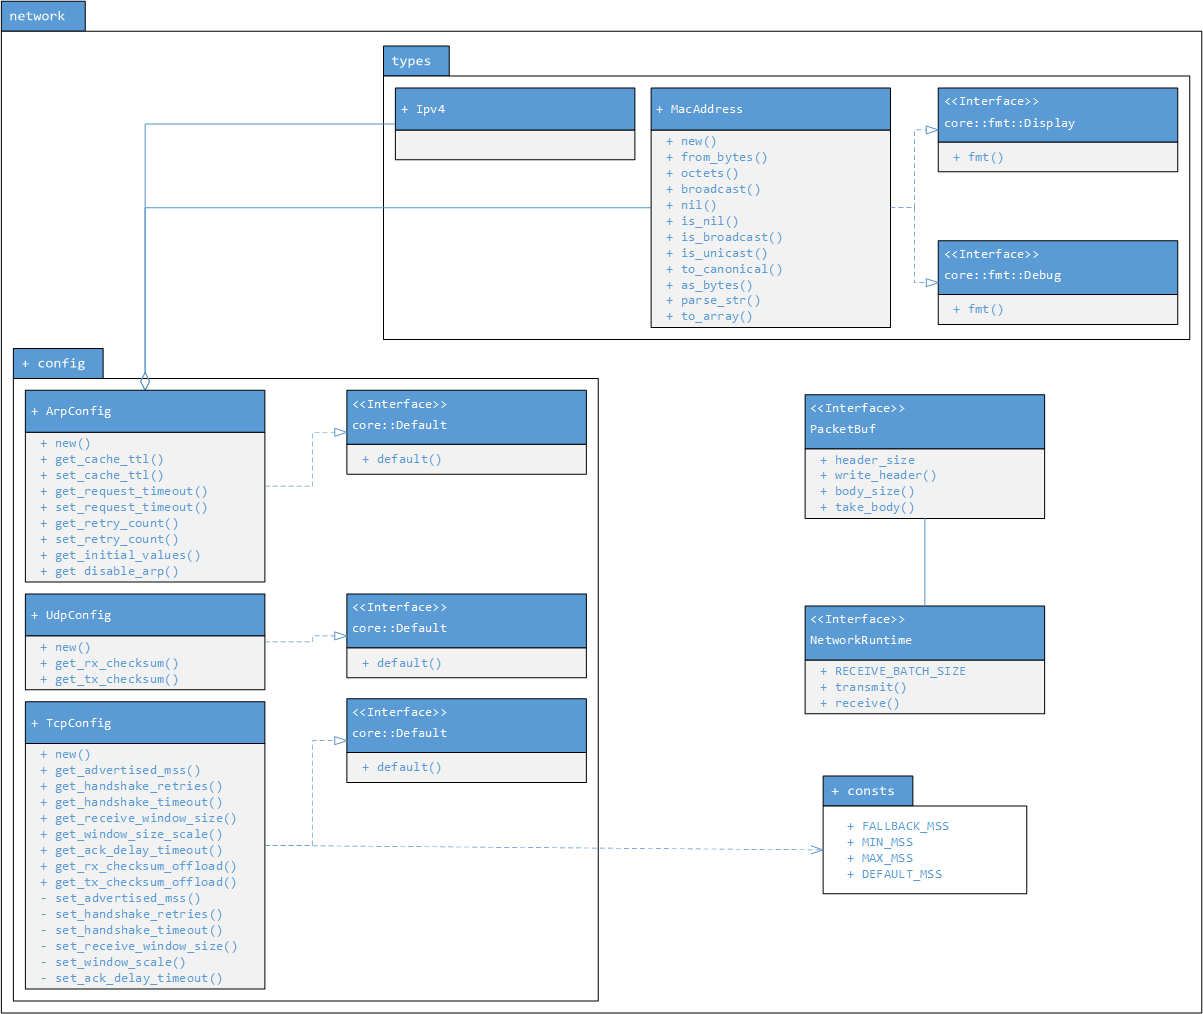 network
types
+ Ipv4
+ MacAddress
+ new()
+ from_bytes()
+ octets()
+ broadcast()
+ nil()
+ is_nil()
+ is_broadcast()
+ is_unicast()
+ to_canonical()
+ as_bytes()
+ parse_str()
+ to_array()
<<Interface>>
core::fmt::Display
+ fmt()
<<Interface>>
core::fmt::Debug
+ fmt()
+ config
+ ArpConfig
+ new()
+ get_cache_ttl()
+ set_cache_ttl()
+ get_request_timeout()
+ set_request_timeout()
+ get_retry_count()
+ set_retry_count()
+ get_initial_values()
+ get disable_arp()
<<Interface>>
core::Default
+ default()
+ UdpConfig
+ new()
+ get_rx_checksum()
+ get_tx_checksum()
<<Interface>>
core::Default
+ default()
+ TcpConfig
+ new()
+ get_advertised_mss()
+ get_handshake_retries()
+ get_handshake_timeout()
+ get_receive_window_size()
+ get_window_size_scale()
+ get_ack_delay_timeout()
+ get_rx_checksum_offload()
+ get_tx_checksum_offload()
- set_advertised_mss()
- set_handshake_retries()
- set_handshake_timeout()
- set_receive_window_size()
- set_window_scale()
- set_ack_delay_timeout()
<<Interface>>
core::Default
+ default()
<<Interface>>
PacketBuf
+ header_size
+ write_header()
+ body_size()
+ take_body()
<<Interface>>
NetworkRuntime
+ RECEIVE_BATCH_SIZE
+ transmit()
+ receive()
+ consts
+ FALLBACK_MSS
+ MIN_MSS
+ MAX_MSS
+ DEFAULT_MSS